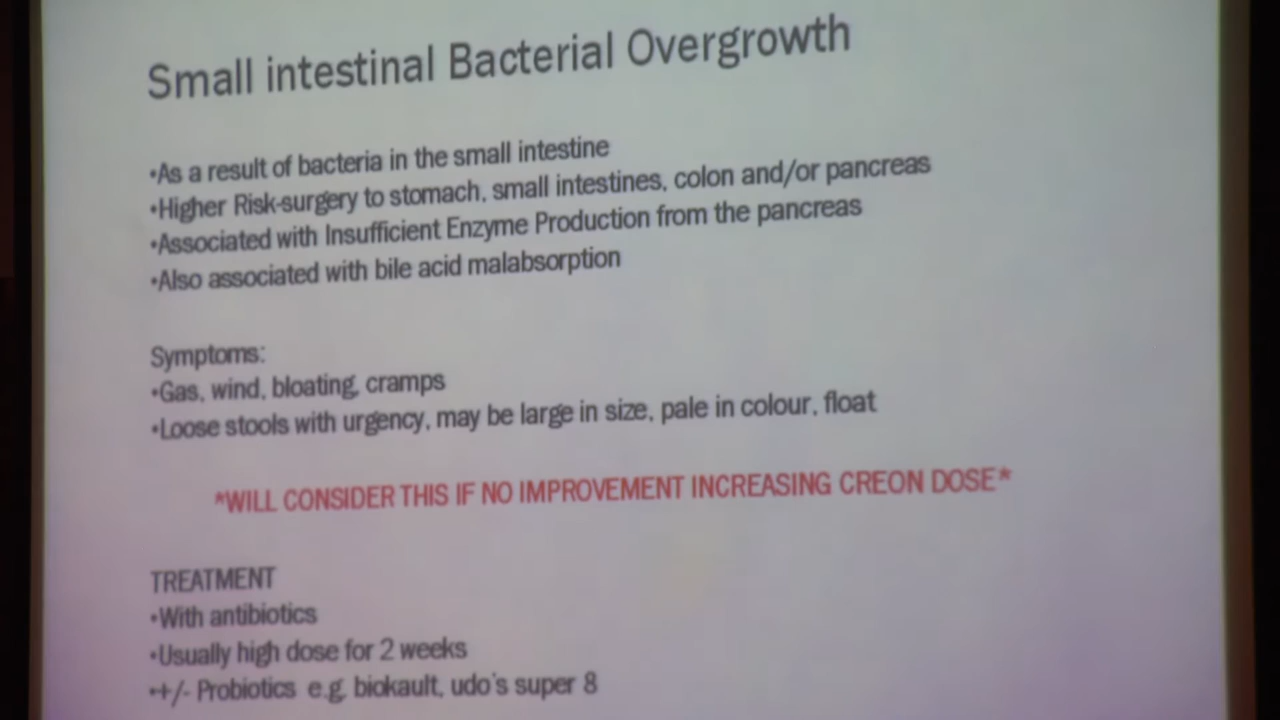 Small intestinal Bacterial Overgrowth
•As a result of bacteria in the small intestine
•Higher Risk-surgery to stomach, small intestines, colon and/or pancreas
•Associated with Insufficient Enzyme Production from the pancreas
•Also associated with bile acid malabsorption
Symptoms:
•Gas, wind, bloating, cramps
•Loose stools with urgency, may be large in size, pale in colour, float
*WILL CONSIDER THIS IF NO IMPROVEMENT INCREASING CREON DOSE*
TREATMENT
•With antibiotics
•Usually high dose for 2 weeks
•+/- Probiotics e.g. biokault, udo's super 8